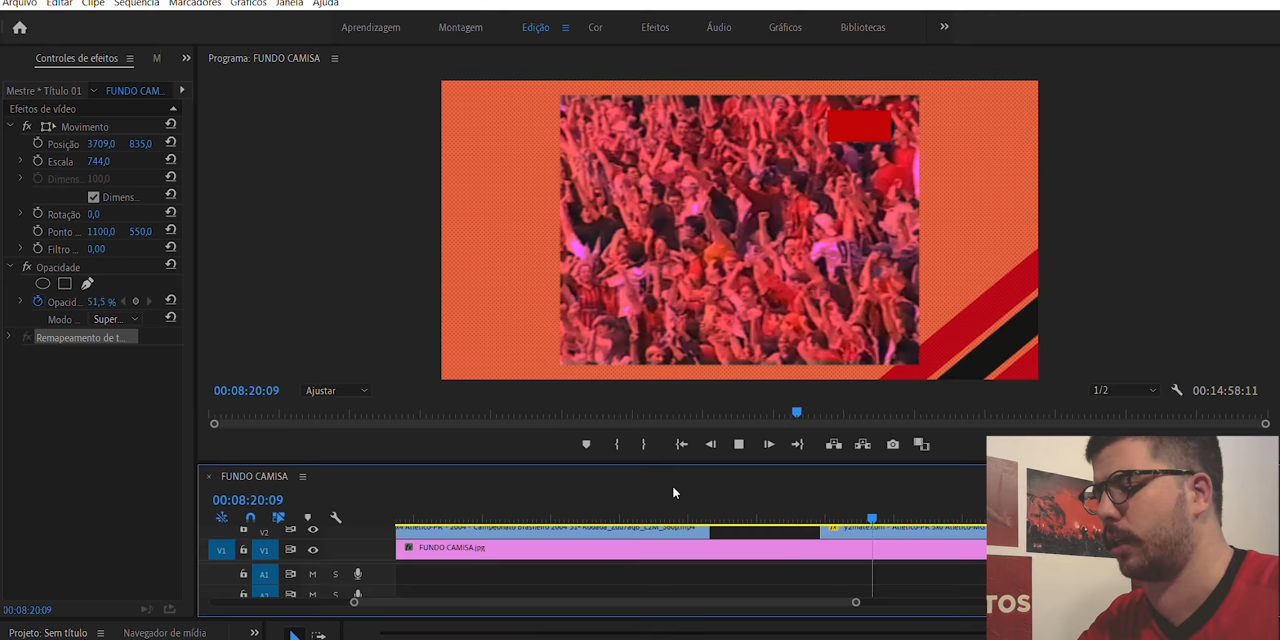 Arquivo Editar Clipe Sequência Marcadores Gráficos Janela Ajuda
Aprendizagem Montagem Edição Cor Efeitos Áudio Gráficos Bibliotecas
Controles de efeitos M
Programa: FUNDO CAMISA
Mestre * Título 01 FUNDO CAM...
Efeitos de vídeo
fx Movimento
Posição 3709,0 835,0
Escala 744,0
Dimens... 100,0
Dimens...
Rotação 0,0
Ponto ... 1100,0 550,0
Filtro ... 0,00
fx Opacidade
Opacid... 51,5 %
Modo ... Super...
fx Remapeamento de t...
00:08:20:09 Ajustar 1/2 00:14:58:11
FUNDO CAMISA
00:08:20:09
V2
V1 V1 fx FUNDO CAMISA.jpg
A1 M S
A2 M S
TOS
00:08:20:09
Projeto: Sem título Navegador de mídia